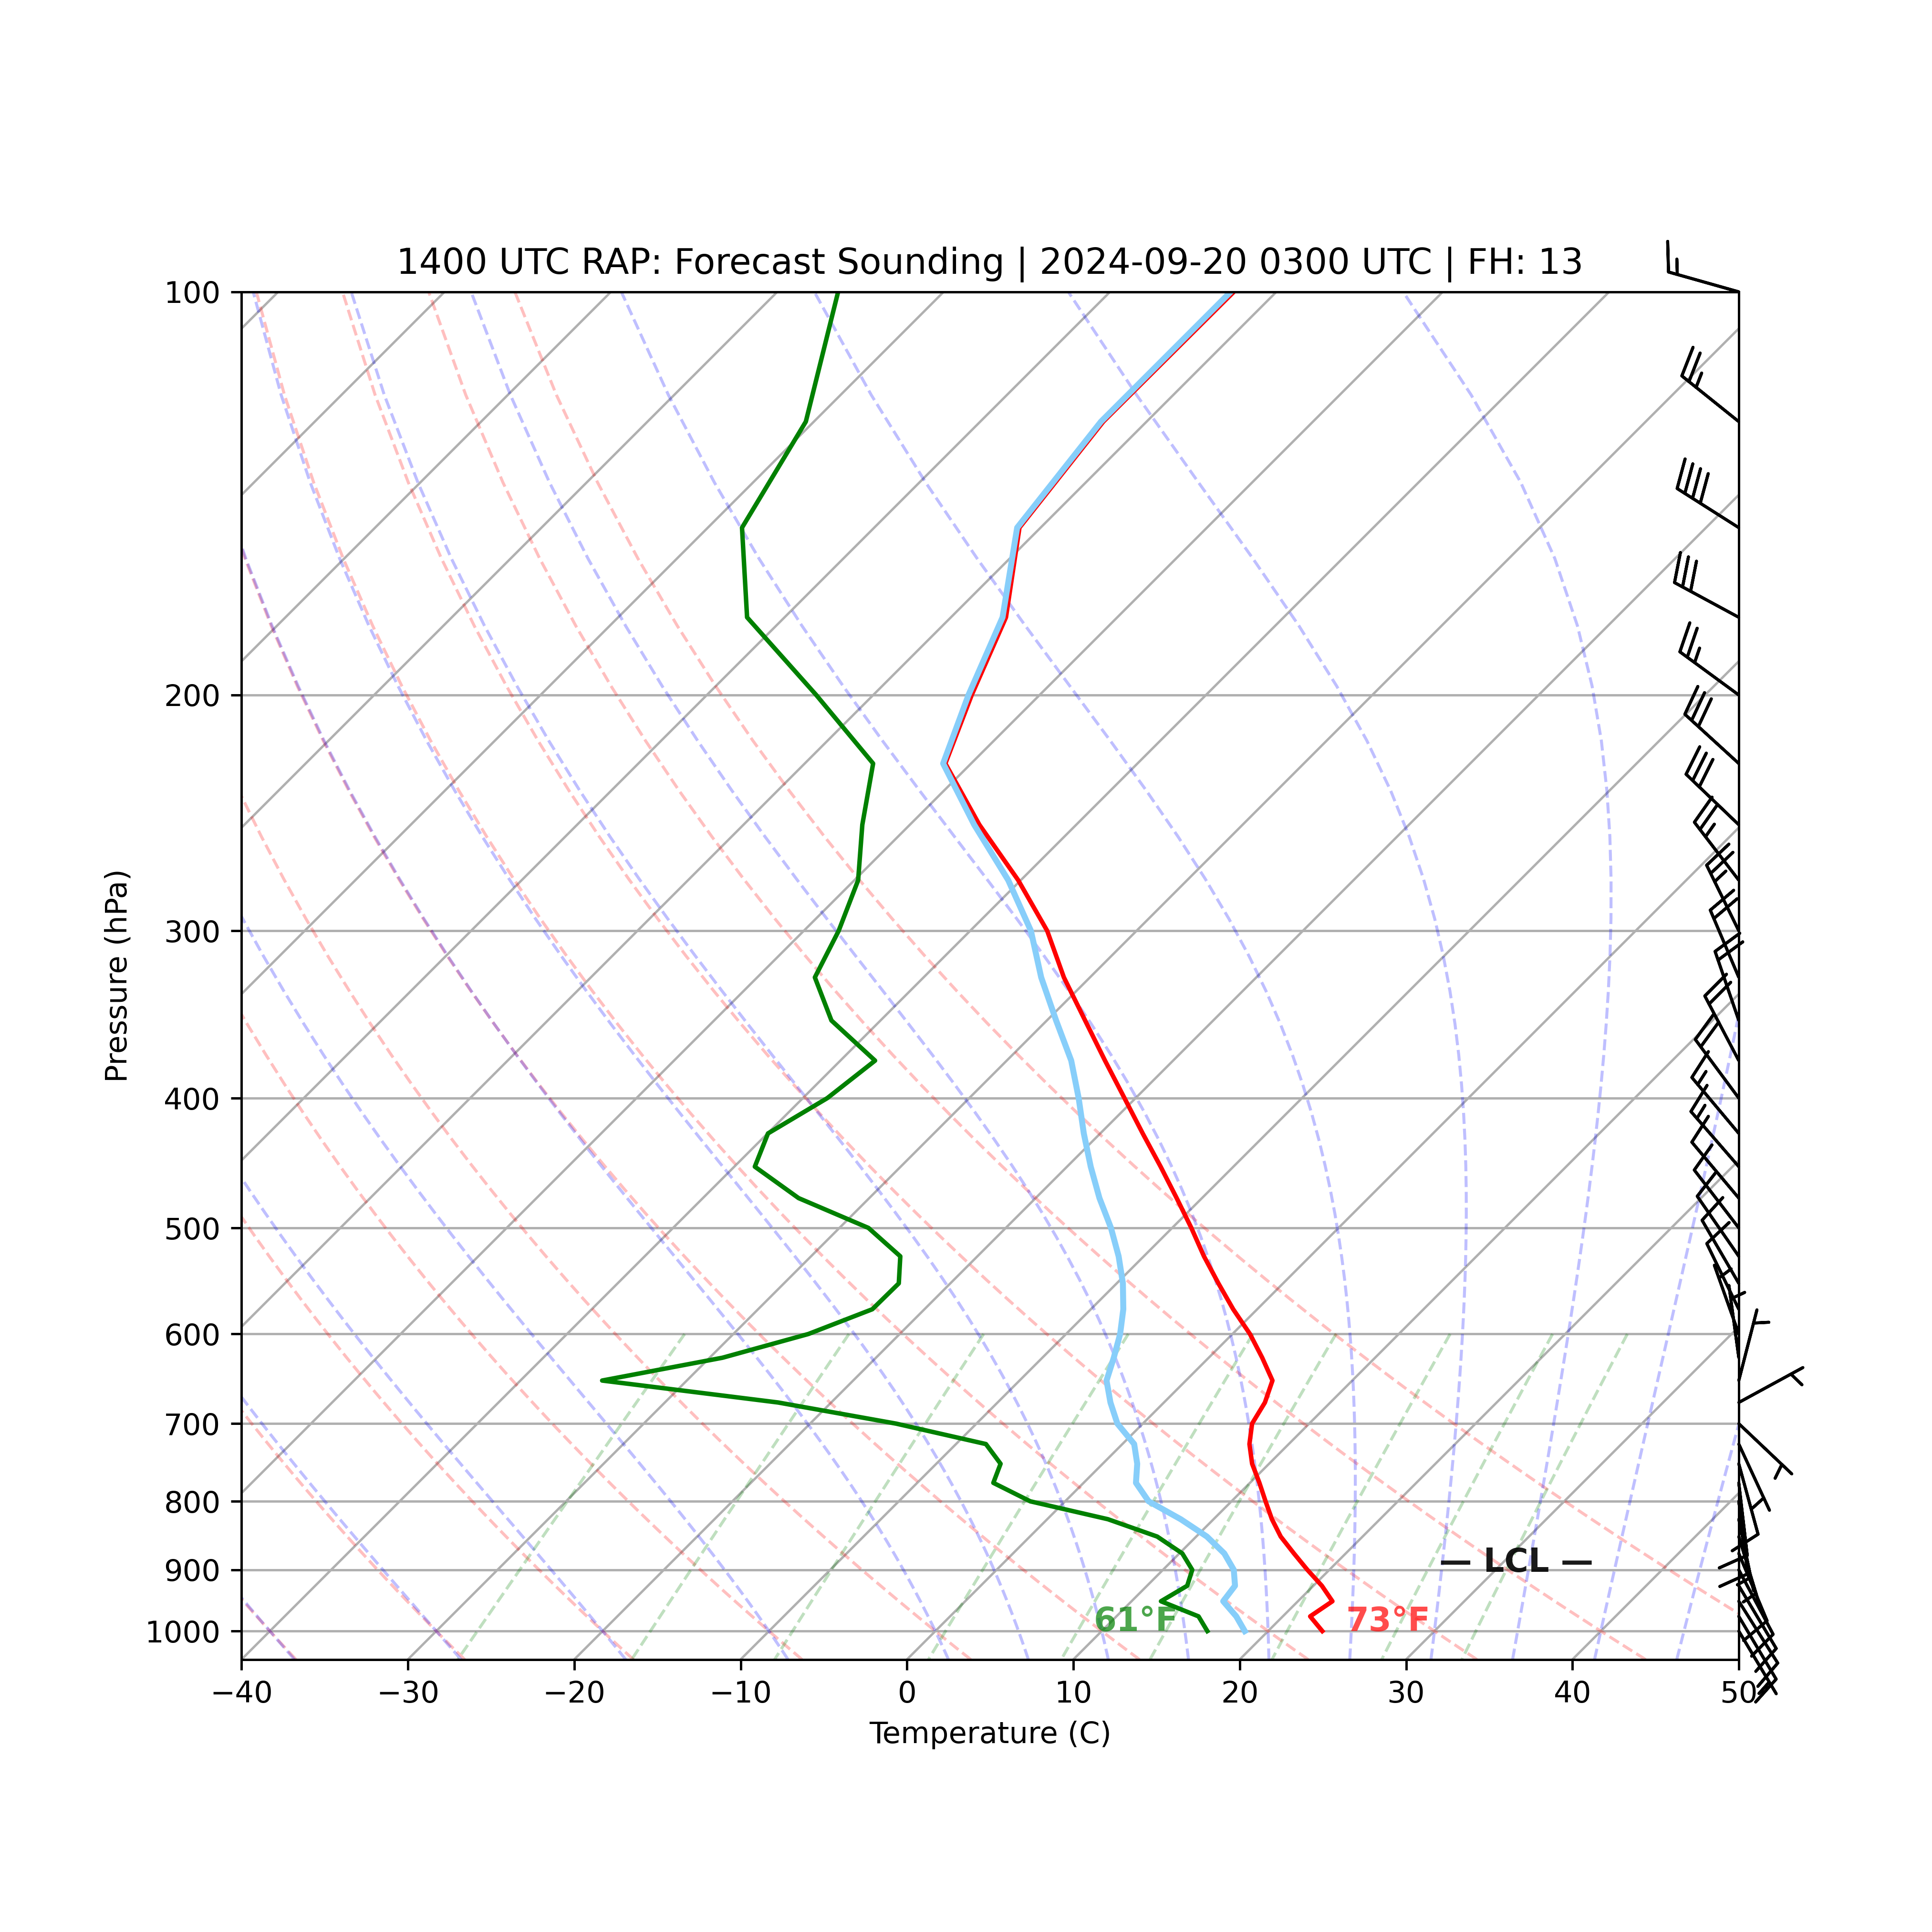 1400 UTC RAP: Forecast Sounding | 2024-09-20 0300 UTC | FH: 13
100
200
300
400
500
600
700
800
900
1000
Pressure (hPa)
— LCL —
61°F
73°F
−40 −30 −20 −10 0 10 20 30 40 50
Temperature (C)